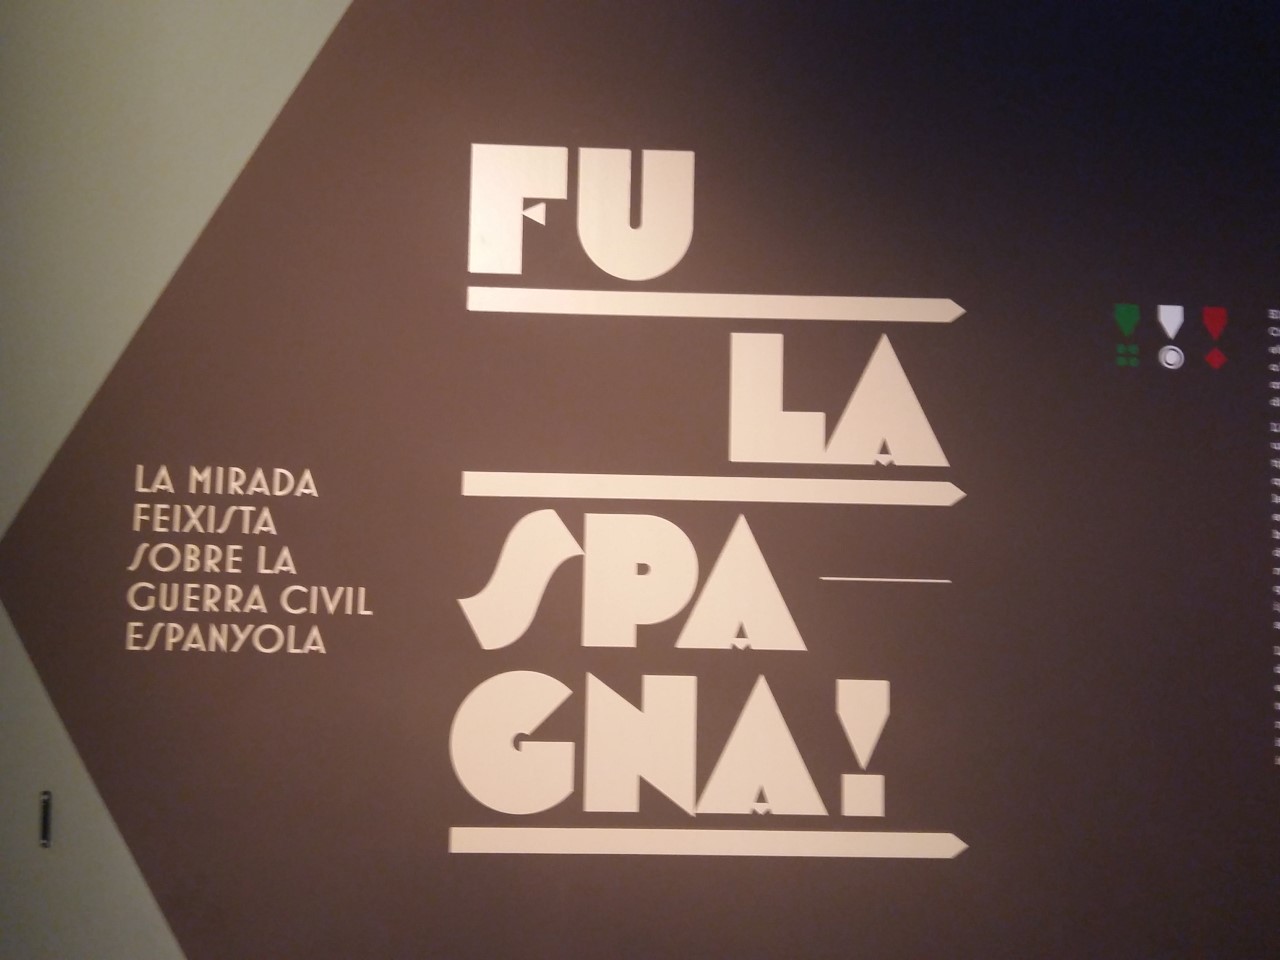 LA MIRADA
FEIXISTA
SOBRE LA
GUERRA CIVIL
ESPANYOLA
FU
LA
SPA
GNA!